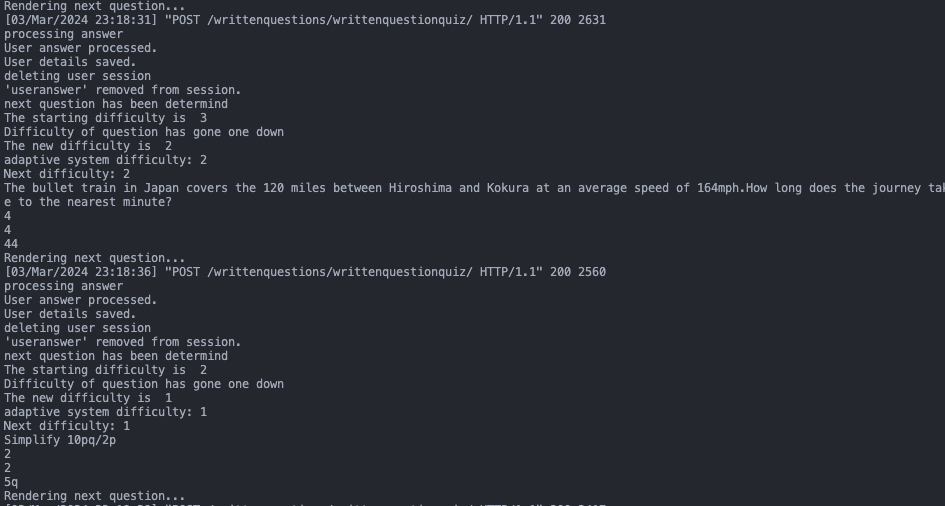 Rendering next question...
[03/Mar/2024 23:18:31] "POST /writtenquestions/writtenquestionquiz/ HTTP/1.1" 200 2631
processing answer
User answer processed.
User details saved.
deleting user session
'useranswer' removed from session.
next question has been determind
The starting difficulty is  3
Difficulty of question has gone one down
The new difficulty is  2
adaptive system difficulty: 2
Next difficulty: 2
The bullet train in Japan covers the 120 miles between Hiroshima and Kokura at an average speed of 164mph.How long does the journey tak
e to the nearest minute?
4
4
44
Rendering next question...
[03/Mar/2024 23:18:36] "POST /writtenquestions/writtenquestionquiz/ HTTP/1.1" 200 2560
processing answer
User answer processed.
User details saved.
deleting user session
'useranswer' removed from session.
next question has been determind
The starting difficulty is  2
Difficulty of question has gone one down
The new difficulty is  1
adaptive system difficulty: 1
Next difficulty: 1
Simplify 10pq/2p
2
2
5q
Rendering next question...